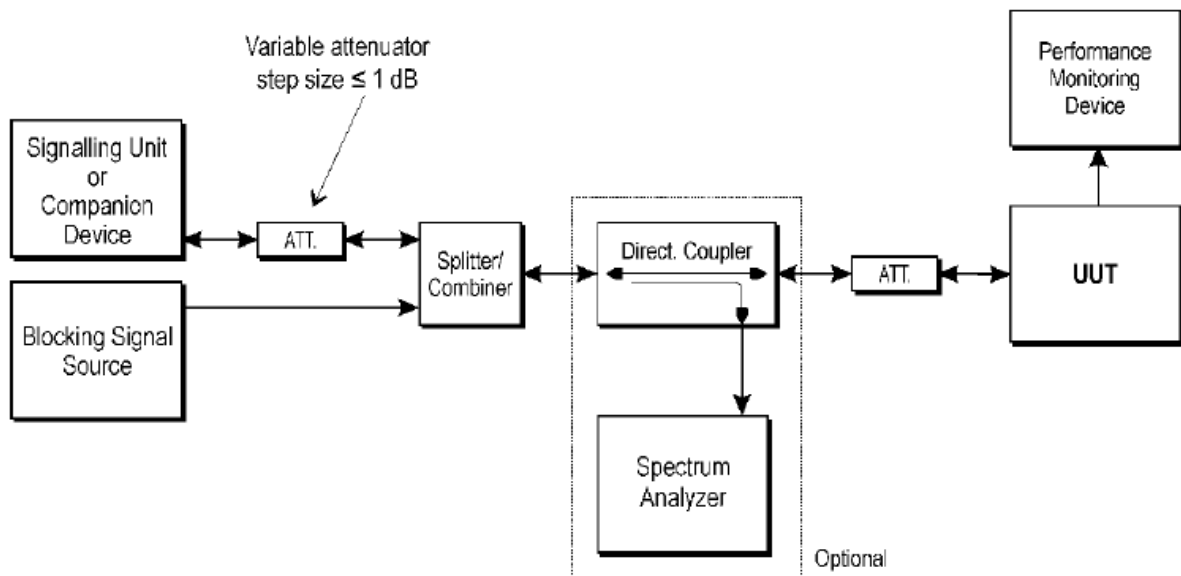 Variable attenuator
step size ≤ 1 dB
Performance
Monitoring
Device
Signalling Unit
or
Companion
Device
ATT.
Splitter/
Combiner
Direct. Coupler
ATT.
UUT
Blocking Signal
Source
Spectrum
Analyzer
Optional